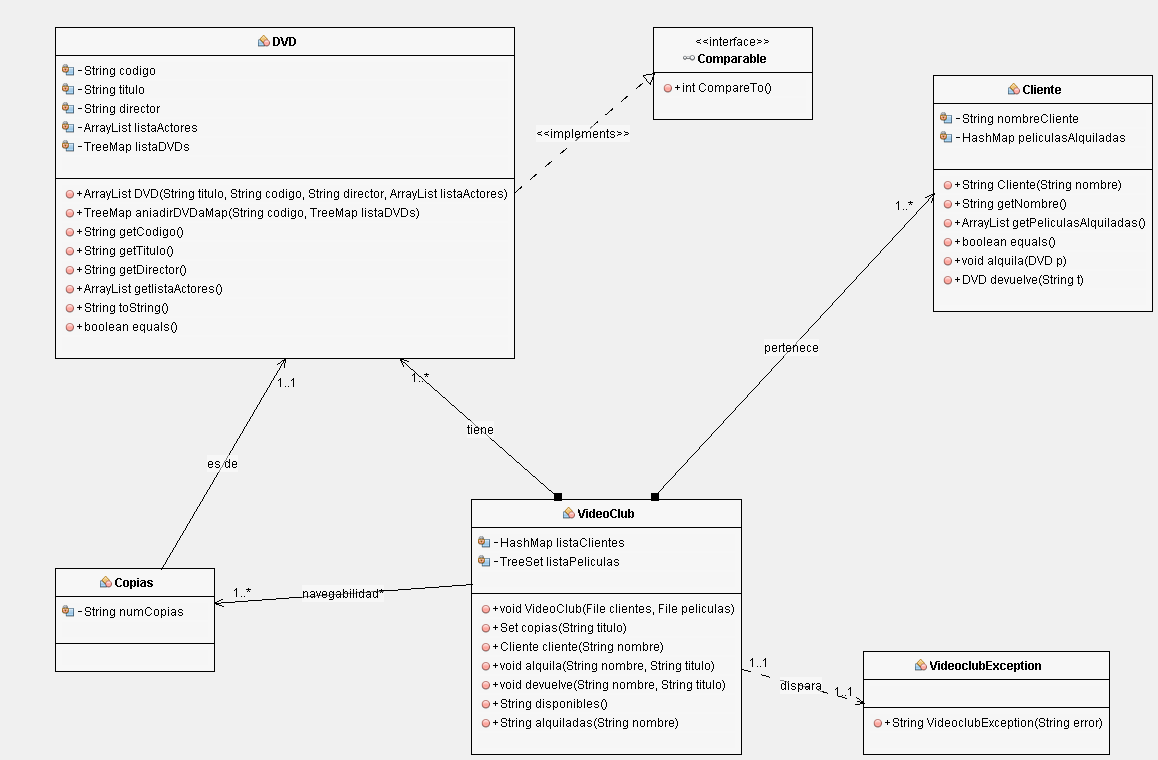 DVD
-String codigo
-String titulo
-String director
-ArrayList listaActores
-TreeMap listaDVDs
+ArrayList DVD(String titulo, String codigo, String director, ArrayList listaActores)
+TreeMap aniadirDVDaMap(String codigo, TreeMap listaDVDs)
+String getCodigo()
+String getTitulo()
+String getDirector()
+ArrayList getlistaActores()
+String toString()
+boolean equals()
<<implements>>
<<interface>>
Comparable
+int CompareTo()
Cliente
-String nombreCliente
-HashMap peliculasAlquiladas
+String Cliente(String nombre)
+String getNombre()
+ArrayList getPeliculasAlquiladas()
+boolean equals()
+void alquila(DVD p)
+DVD devuelve(String t)
1..*
pertenece
1..1
es de
1..*
tiene
Copias
-String numCopias
1..*
navegabilidad*
VideoClub
-HashMap listaClientes
-TreeSet listaPeliculas
+void VideoClub(File clientes, File peliculas)
+Set copias(String titulo)
+Cliente cliente(String nombre)
+void alquila(String nombre, String titulo)
+void devuelve(String nombre, String titulo)
+String disponibles()
+String alquiladas(String nombre)
1..1
dispara
1..1
VideoclubException
+String VideoclubException(String error)